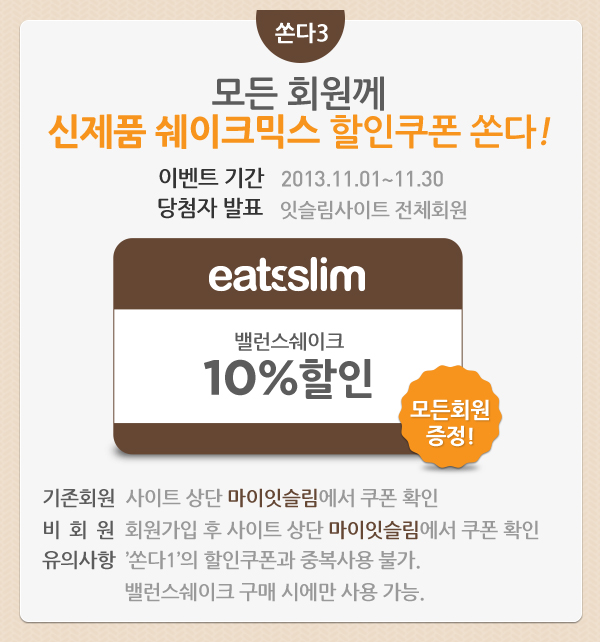 쏜다3
모든 회원께
신제품 쉐이크믹스 할인쿠폰 쏜다!
이벤트 기간 2013.11.01~11.30
당첨자 발표 잇슬림사이트 전체회원
eatsslim
밸런스쉐이크
10%할인
모든회원
증정!
기존회원 사이트 상단 마이잇슬림에서 쿠폰 확인
비 회 원 회원가입 후 사이트 상단 마이잇슬림에서 쿠폰 확인
유의사항 '쏜다1'의 할인쿠폰과 중복사용 불가.
밸런스쉐이크 구매 시에만 사용 가능.